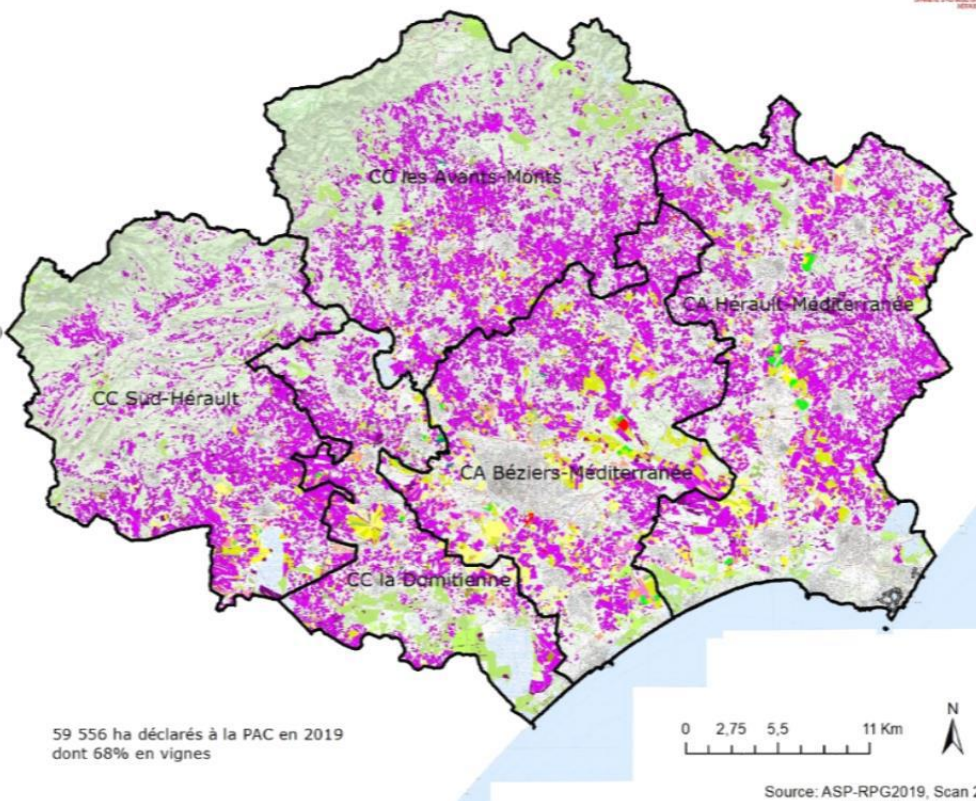 CC les Avants-Monts
CA Hérault-Méditerranée
CC Sud-Hérault
CA Béziers-Méditerranée
CC la Domitienne
59 556 ha déclarés à la PAC en 2019
dont 68% en vignes
0 2,75 5,5 11 Km
N
Source: ASP-RPG2019, Scan 2